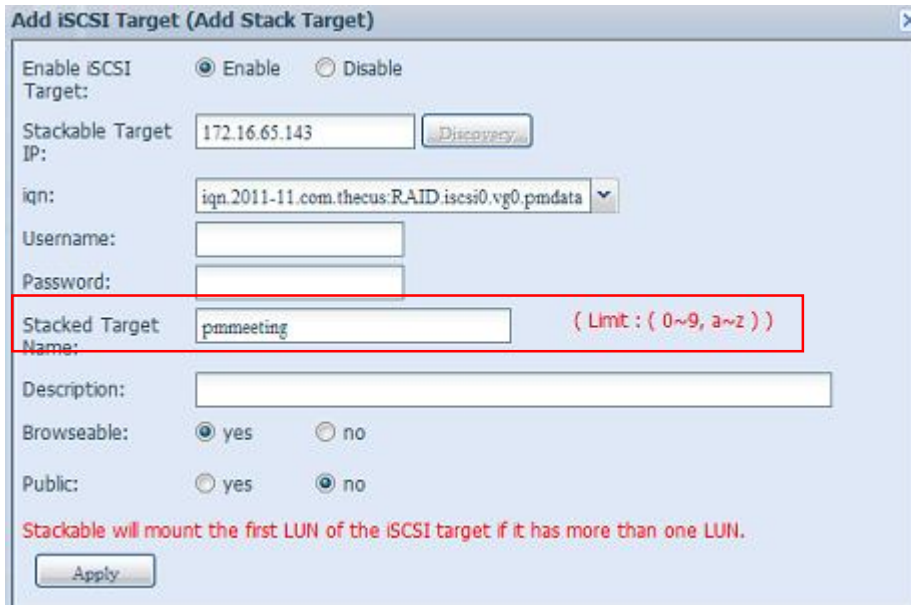 Add iSCSI Target (Add Stack Target)
Enable iSCSI Target: Enable Disable
Stackable Target IP: 172.16.65.143 Discovery
iqn: iqn.2011-11.com.thecus:RAID.iscsi0.vg0.pmdata
Username:
Password:
Stacked Target Name: pmmeeting ( Limit : ( 0~9, a~z ) )
Description:
Browseable: yes no
Public: yes no
Stackable will mount the first LUN of the iSCSI target if it has more than one LUN.
Apply